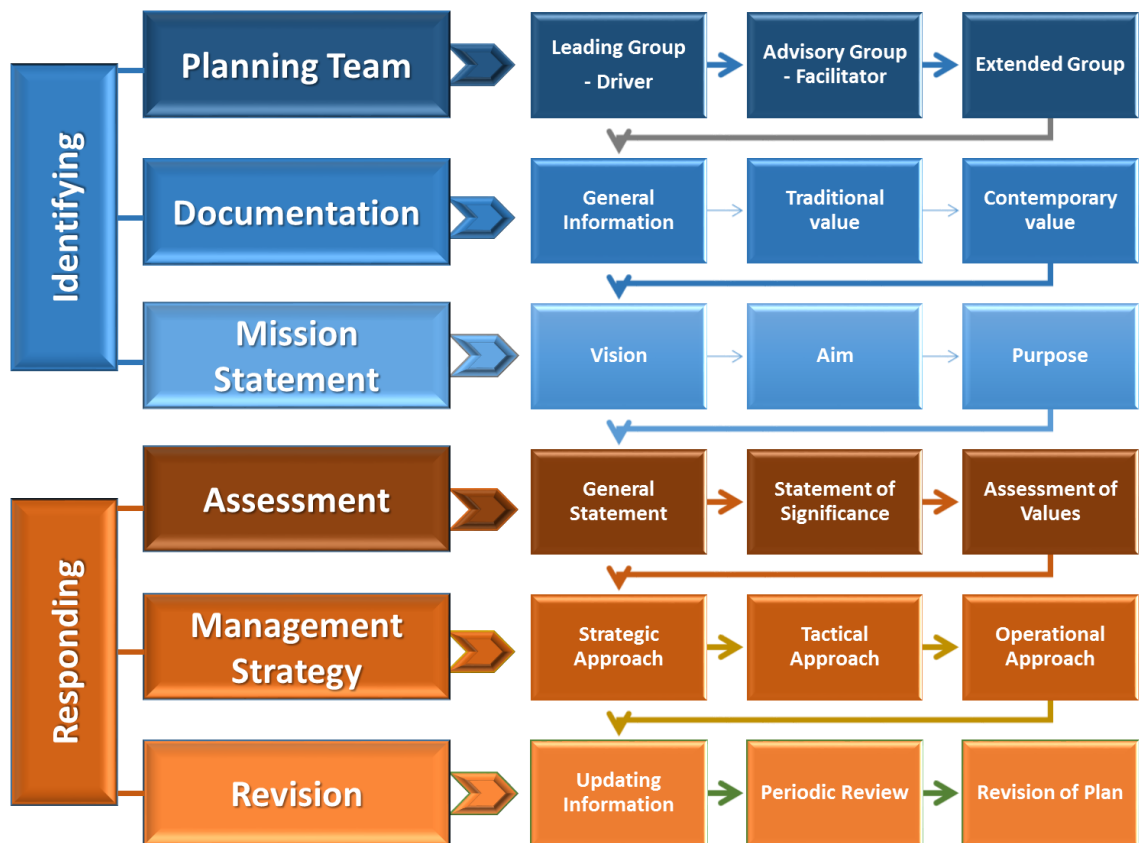 Identifying
Planning Team
Leading Group
- Driver
Advisory Group
- Facilitator
Extended Group
Documentation
General
Information
Traditional
value
Contemporary
value
Mission
Statement
Vision
Aim
Purpose
Responding
Assessment
General
Statement
Statement of
Significance
Assessment of
Values
Management
Strategy
Strategic
Approach
Tactical
Approach
Operational
Approach
Revision
Updating
Information
Periodic Review
Revision of Plan